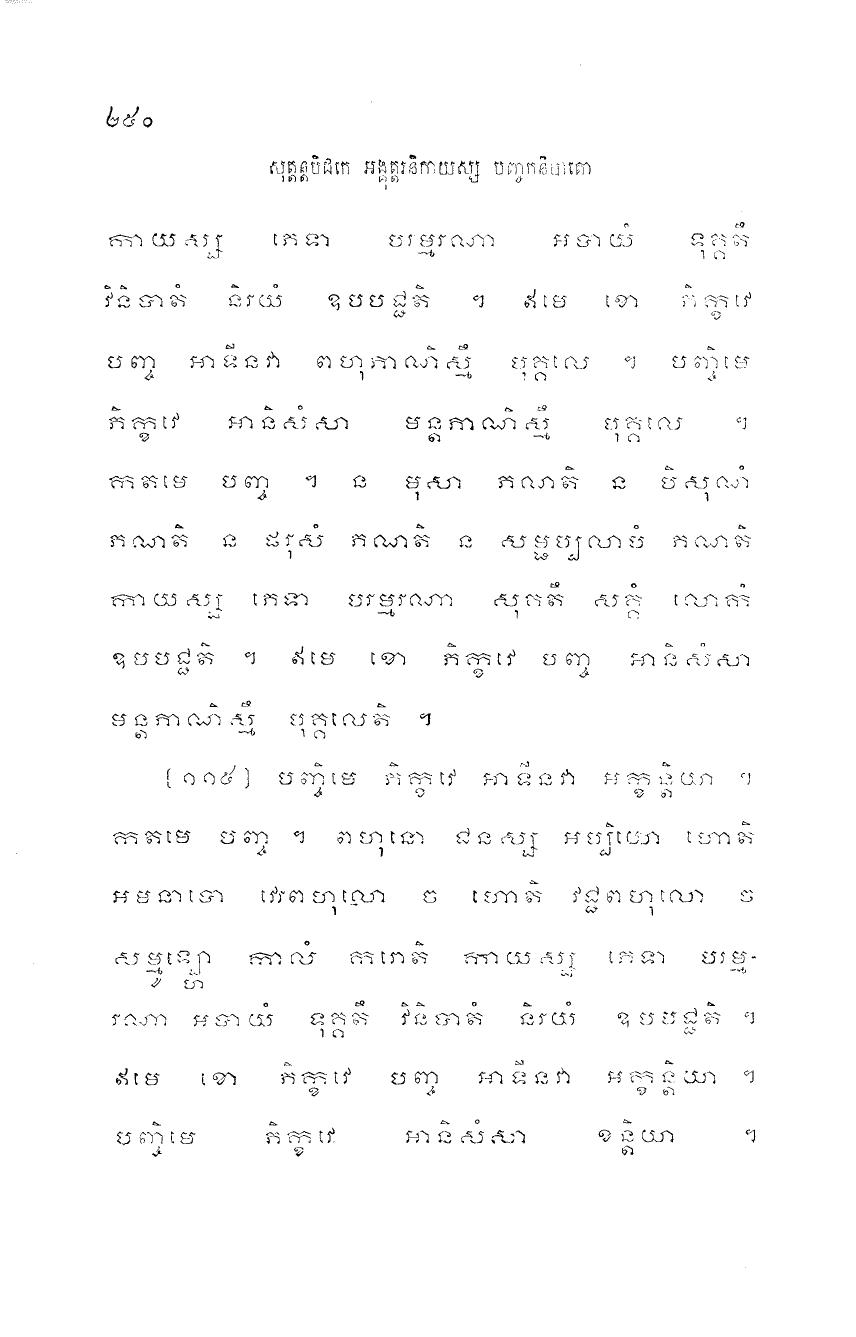 ២៥០
សុត្តន្តបិដកេ អង្គុត្តរនិកាយស្ស បញ្ចកនិបាតោ
កាយស្ស ភេទា បរម្មរណា អបាយំ ទុគ្គតឹ
វិនិបាតំ និរយំ ឧបបជ្ជតិ ។ ឥមេ ខោ ភិក្ខវេ
បញ្ច អាទីនវា ពហុភាណិស្មឹ បុគ្គលេ ។ បញ្ចិមេ
ភិក្ខវេ អានិសំសា មន្តភាណិស្មឹ បុគ្គលេ ។
កតមេ បញ្ច ។ ន មុសា ភណតិ ន បិសុណំ
ភណតិ ន ផរុសំ ភណតិ ន សម្ផប្បលាបំ ភណតិ
កាយស្ស ភេទា បរម្មរណា សុគតឹ សគ្គំ លោកំ
ឧបបជ្ជតិ ។ ឥមេ ខោ ភិក្ខវេ បញ្ច អានិសំសា
មន្តភាណិស្មឹ បុគ្គលេតិ ។
[១១៥] បញ្ចិមេ ភិក្ខវេ អាទីនវា អក្ខន្តិយា ។
កតមេ បញ្ច ។ ពហុនោ ជនស្ស អប្បិយោ ហោតិ
អមនាបោ វេរពហុលោ ច ហោតិ វជ្ជពហុលោ ច
សម្មូឡ្ហោ កាលំ ករោតិ កាយស្ស ភេទា បរម្ម-
រណា អបាយំ ទុគ្គតឹ វិនិបាតំ និរយំ ឧបបជ្ជតិ ។
ឥមេ ខោ ភិក្ខវេ បញ្ច អាទីនវា អក្ខន្តិយា ។
បញ្ចិមេ ភិក្ខវេ អានិសំសា ខន្តិយា ។